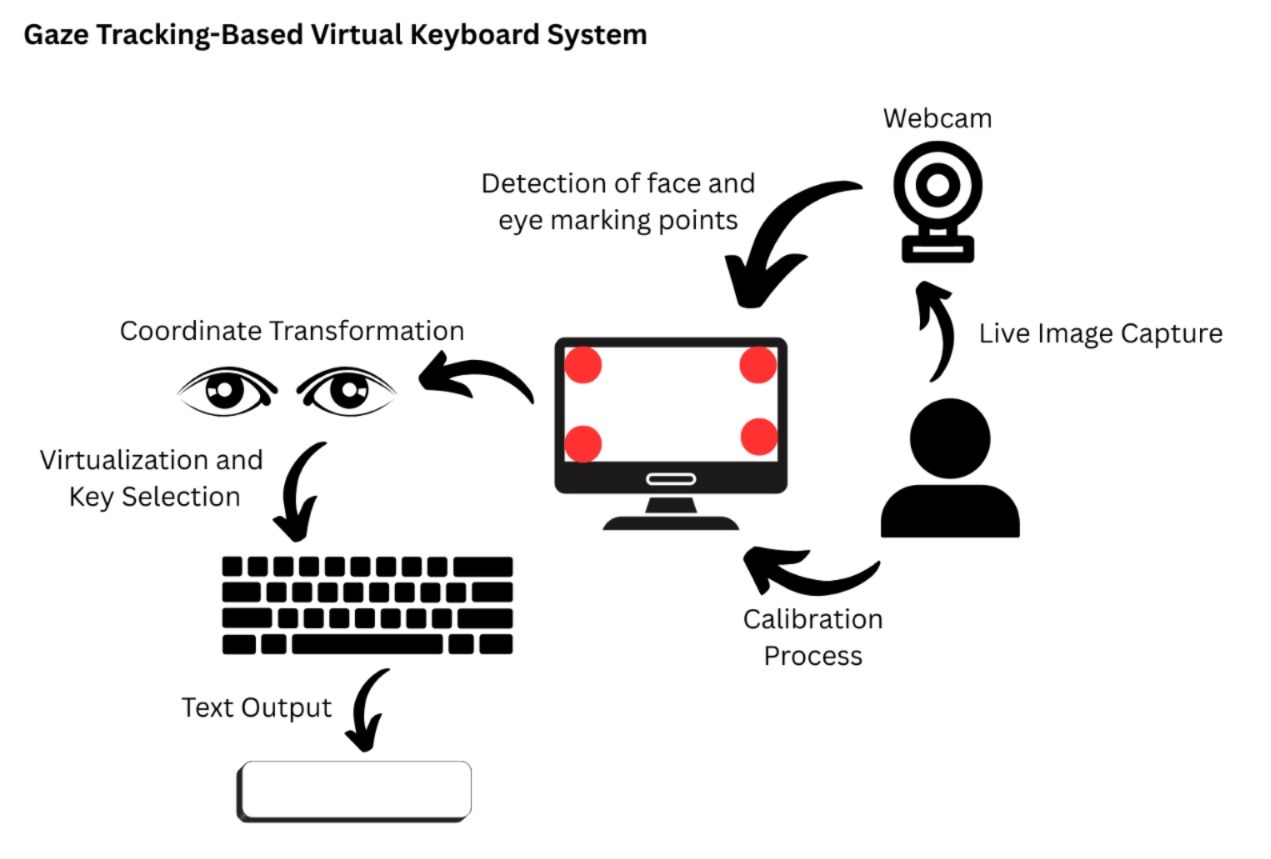 Gaze Tracking-Based Virtual Keyboard System
Webcam
Detection of face and
eye marking points
Live Image Capture
Coordinate Transformation
Virtualization and
Key Selection
Calibration
Process
Text Output